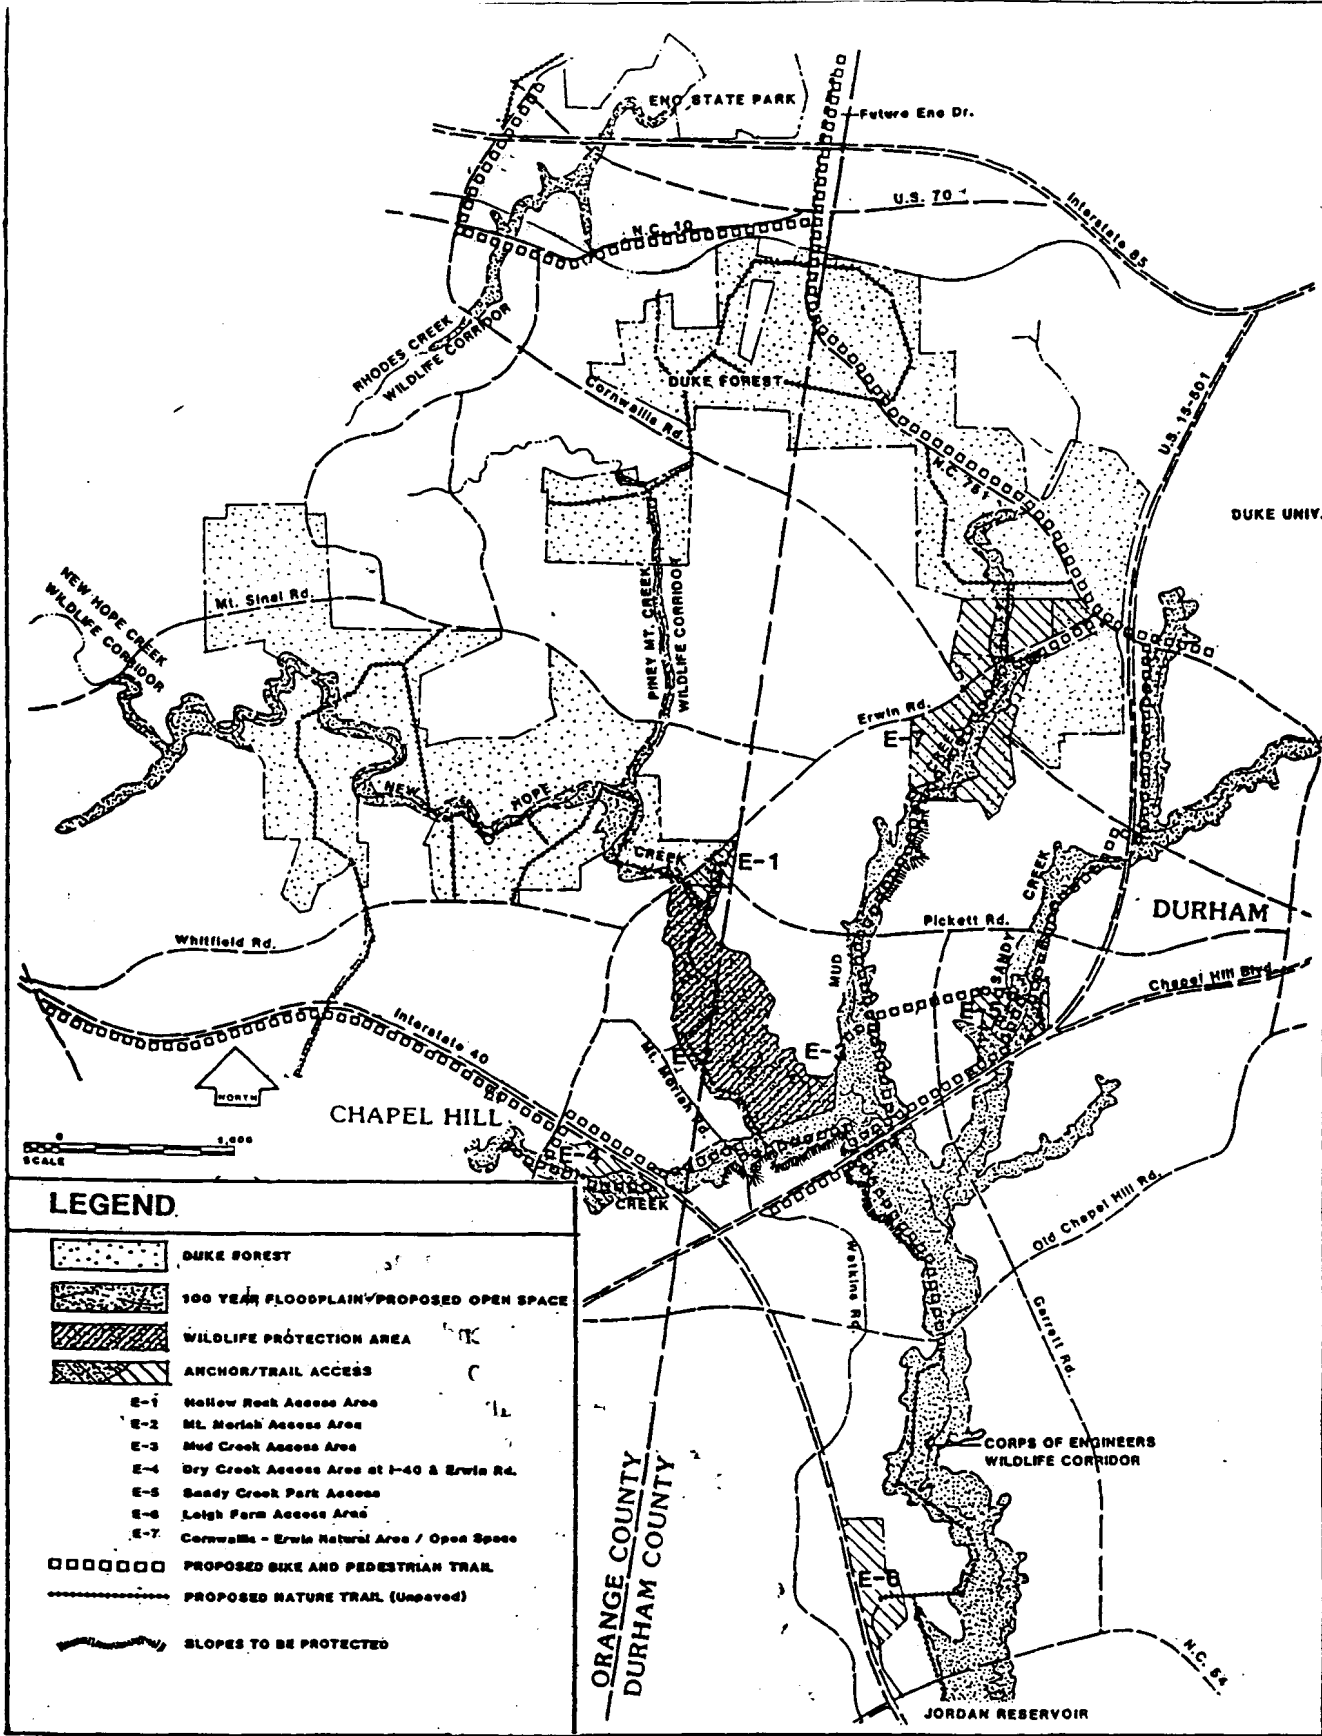 ENO STATE PARK
Future Eno Dr.
U.S. 70
Interstate 85
N.C. 10
RHODES CREEK
WILDLIFE CORRIDOR
DUKE FOREST
Cornwallis Rd.
U.S. 15-501
N.C. 751
DUKE UNIV.
NEW HOPE CREEK
WILDLIFE CORRIDOR
Mt. Sinai Rd.
PINEY MT. CREEK
WILDLIFE CORRIDOR
Erwin Rd.
E-7
NEW HOPE CREEK
E-1
MUD
SANDY CREEK
Pickett Rd.
DURHAM
Whitfield Rd.
Chapel Hill Blvd.
Interstate 40
Mt. Moriah Rd.
NORTH
CHAPEL HILL
E-4
CREEK
0 1,000
SCALE
Old Chapel Hill Rd.
Watkins Rd.
Garrett Rd.
CORPS OF ENGINEERS
WILDLIFE CORRIDOR
E-6
ORANGE COUNTY
DURHAM COUNTY
N.C. 54
JORDAN RESERVOIR
LEGEND
DUKE FOREST
100 YEAR FLOODPLAIN/PROPOSED OPEN SPACE
WILDLIFE PROTECTION AREA
ANCHOR/TRAIL ACCESS
E-1 Hollow Rock Access Area
E-2 Mt. Moriah Access Area
E-3 Mud Creek Access Area
E-4 Dry Creek Access Area at I-40 & Erwin Rd.
E-5 Sandy Creek Park Access
E-6 Leigh Farm Access Area
E-7 Cornwallis - Erwin Natural Area / Open Space
PROPOSED BIKE AND PEDESTRIAN TRAIL
PROPOSED NATURE TRAIL (Unpaved)
SLOPES TO BE PROTECTED